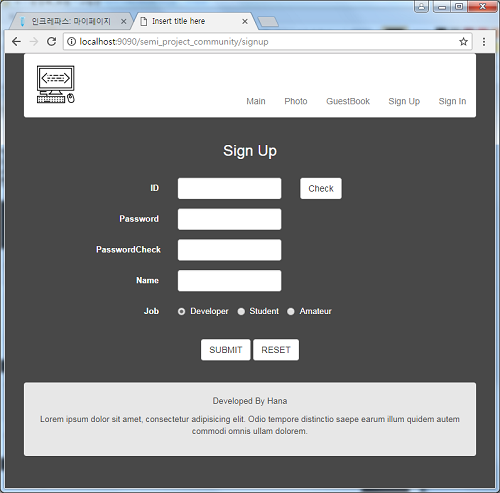 민크레파스: 마이페이지
Insert title here
localhost:9090/semi_project_community/signup
Main Photo GuestBook Sign Up Sign In
Sign Up
ID Check
Password
PasswordCheck
Name
Job Developer Student Amateur
SUBMIT RESET
Developed By Hana
Lorem ipsum dolor sit amet, consectetur adipisicing elit. Odio tempore distinctio saepe earum illum quidem autem
commodi omnis ullam dolorem.